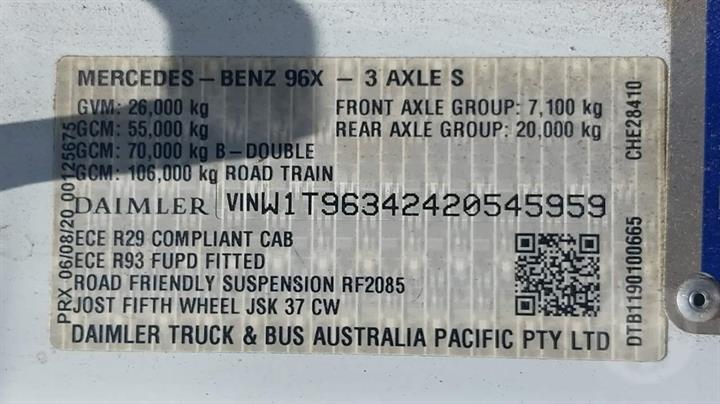 MERCEDES-BENZ 96X - 3 AXLE S
GVM: 26,000 kg FRONT AXLE GROUP: 7,100 kg
GCM: 55,000 kg REAR AXLE GROUP: 20,000 kg
GCM: 70,000 kg B-DOUBLE
GCM: 106,000 kg ROAD TRAIN
DAIMLER VIN W1T96342420545959
ECE R29 COMPLIANT CAB
ECE R93 FUPD FITTED
ROAD FRIENDLY SUSPENSION RF2085
JOST FIFTH WHEEL JSK 37 CW
DAIMLER TRUCK & BUS AUSTRALIA PACIFIC PTY LTD
PRX 06/08/20 00125675
CHE28410
DTB1190100665